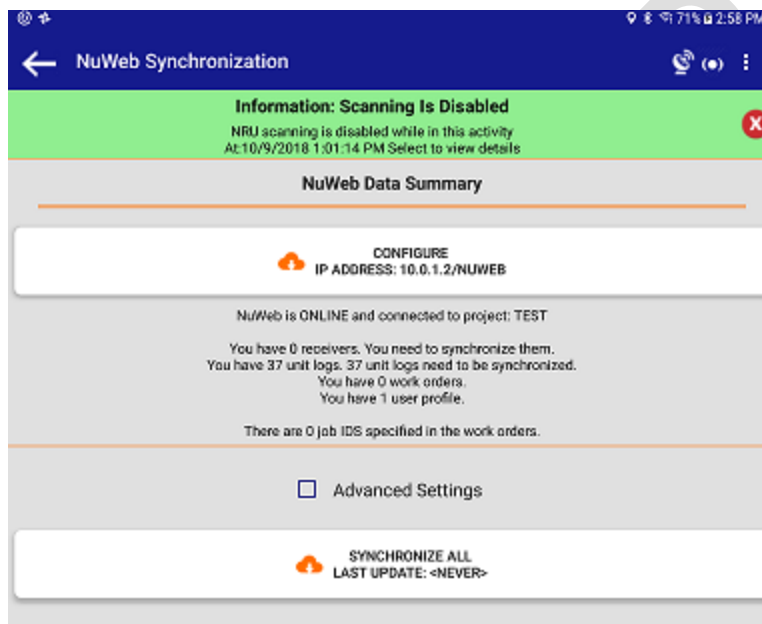 71% 2:58 PM
NuWeb Synchronization
Information: Scanning Is Disabled
NRU scanning is disabled while in this activity
At:10/9/2018 1:01:14 PM Select to view details
X
NuWeb Data Summary
CONFIGURE
IP ADDRESS: 10.0.1.2/NUWEB
NuWeb is ONLINE and connected to project: TEST
You have 0 receivers. You need to synchronize them.
You have 37 unit logs. 37 unit logs need to be synchronized.
You have 0 work orders.
You have 1 user profile.
There are 0 job IDS specified in the work orders.
Advanced Settings
SYNCHRONIZE ALL
LAST UPDATE: <NEVER>